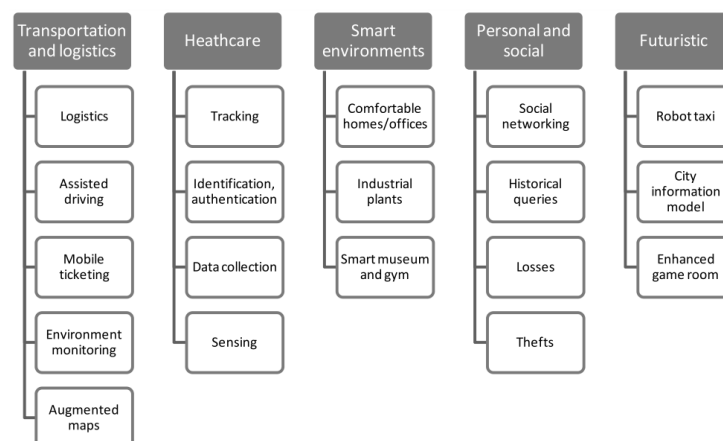 Transportation
and logistics
Logistics
Assisted
driving
Mobile
ticketing
Environment
monitoring
Augmented
maps
Heathcare
Tracking
Identification,
authentication
Data collection
Sensing
Smart
environments
Comfortable
homes/offices
Industrial
plants
Smart museum
and gym
Personal and
social
Social
networking
Historical
queries
Losses
Thefts
Futuristic
Robot taxi
City
information
model
Enhanced
game room